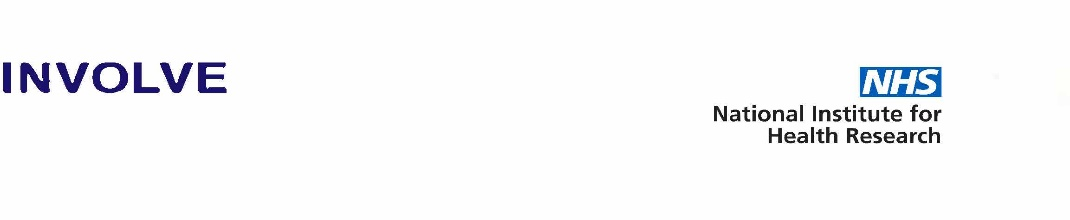 INVOLVE
NHS
National Institute for
Health Research